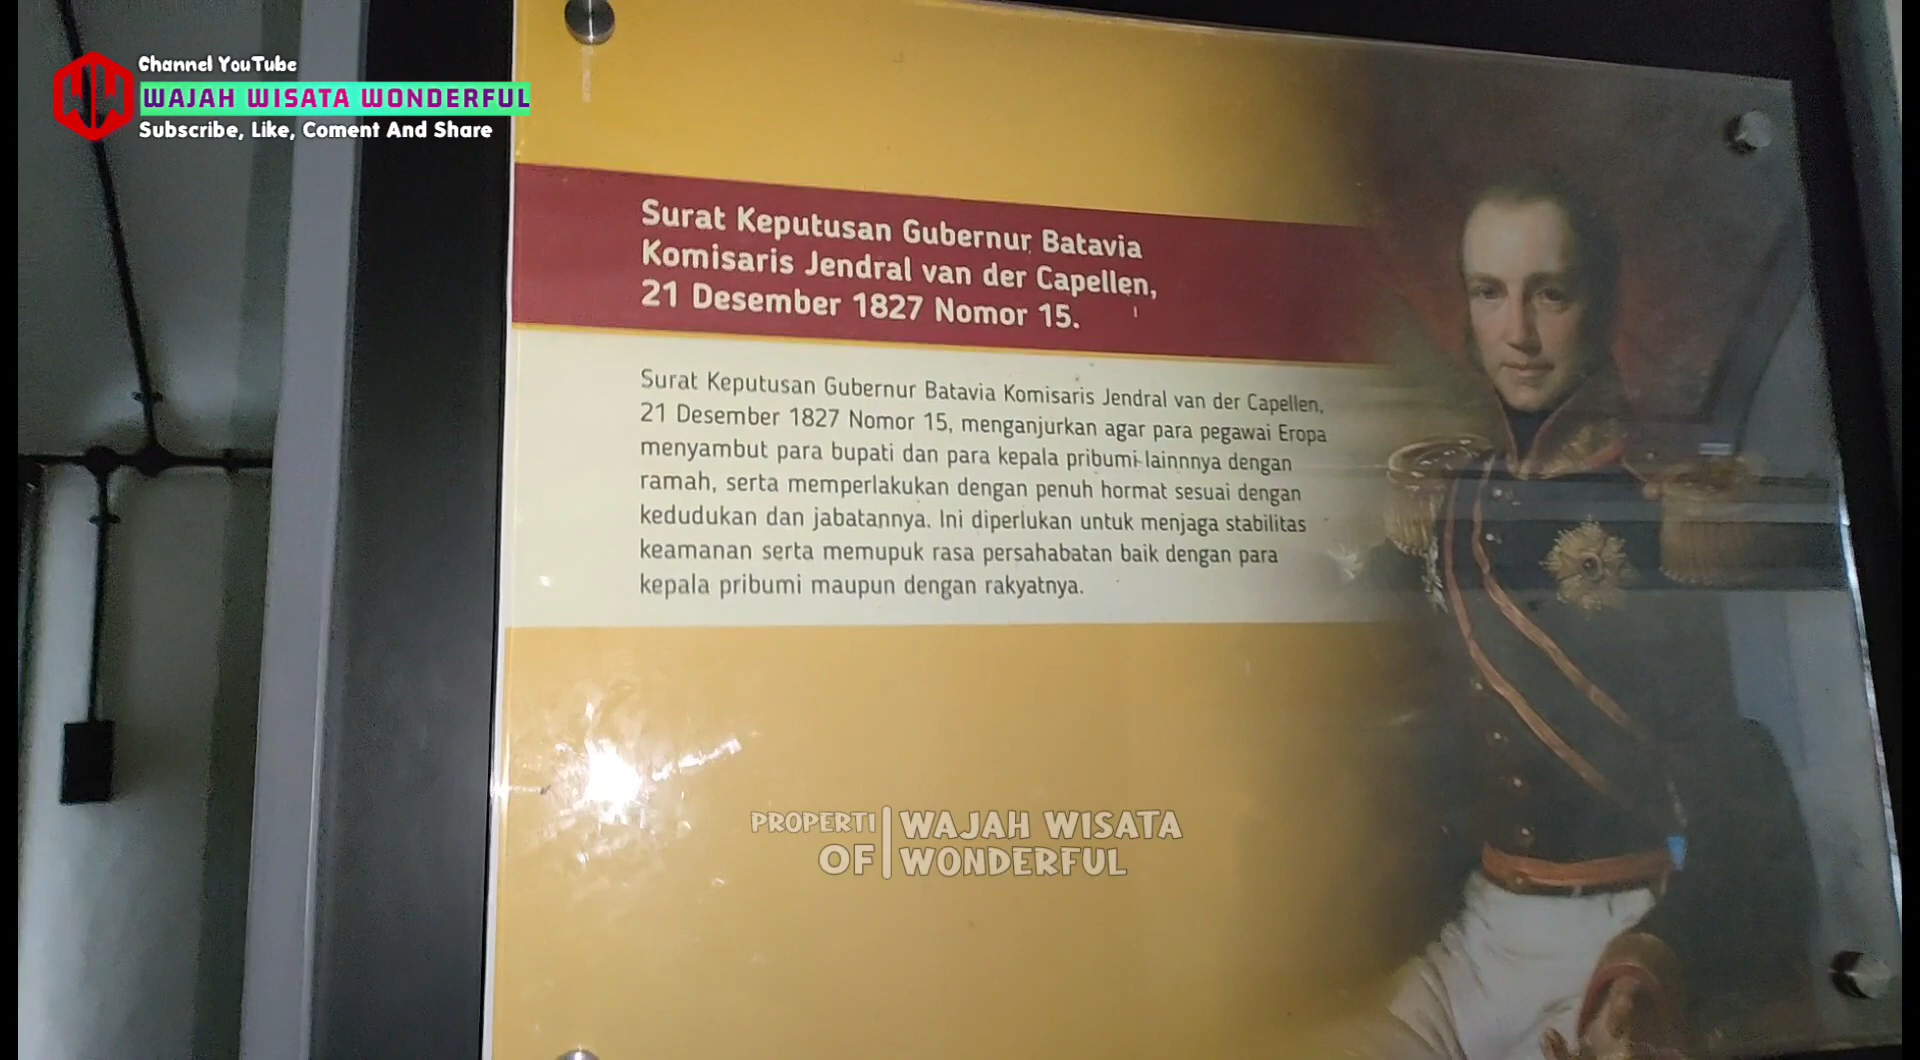 Channel YouTube
WAJAH WISATA WONDERFUL
Subscribe, Like, Coment And Share
Surat Keputusan Gubernur Batavia
Komisaris Jendral van der Capellen,
21 Desember 1827 Nomor 15.
Surat Keputusan Gubernur Batavia Komisaris Jendral van der Capellen,
21 Desember 1827 Nomor 15, menganjurkan agar para pegawai Eropa
menyambut para bupati dan para kepala pribumi lainnnya dengan
ramah, serta memperlakukan dengan penuh hormat sesuai dengan
kedudukan dan jabatannya. Ini diperlukan untuk menjaga stabilitas
keamanan serta memupuk rasa persahabatan baik dengan para
kepala pribumi maupun dengan rakyatnya.
PROPERTI OF
WAJAH WISATA
WONDERFUL